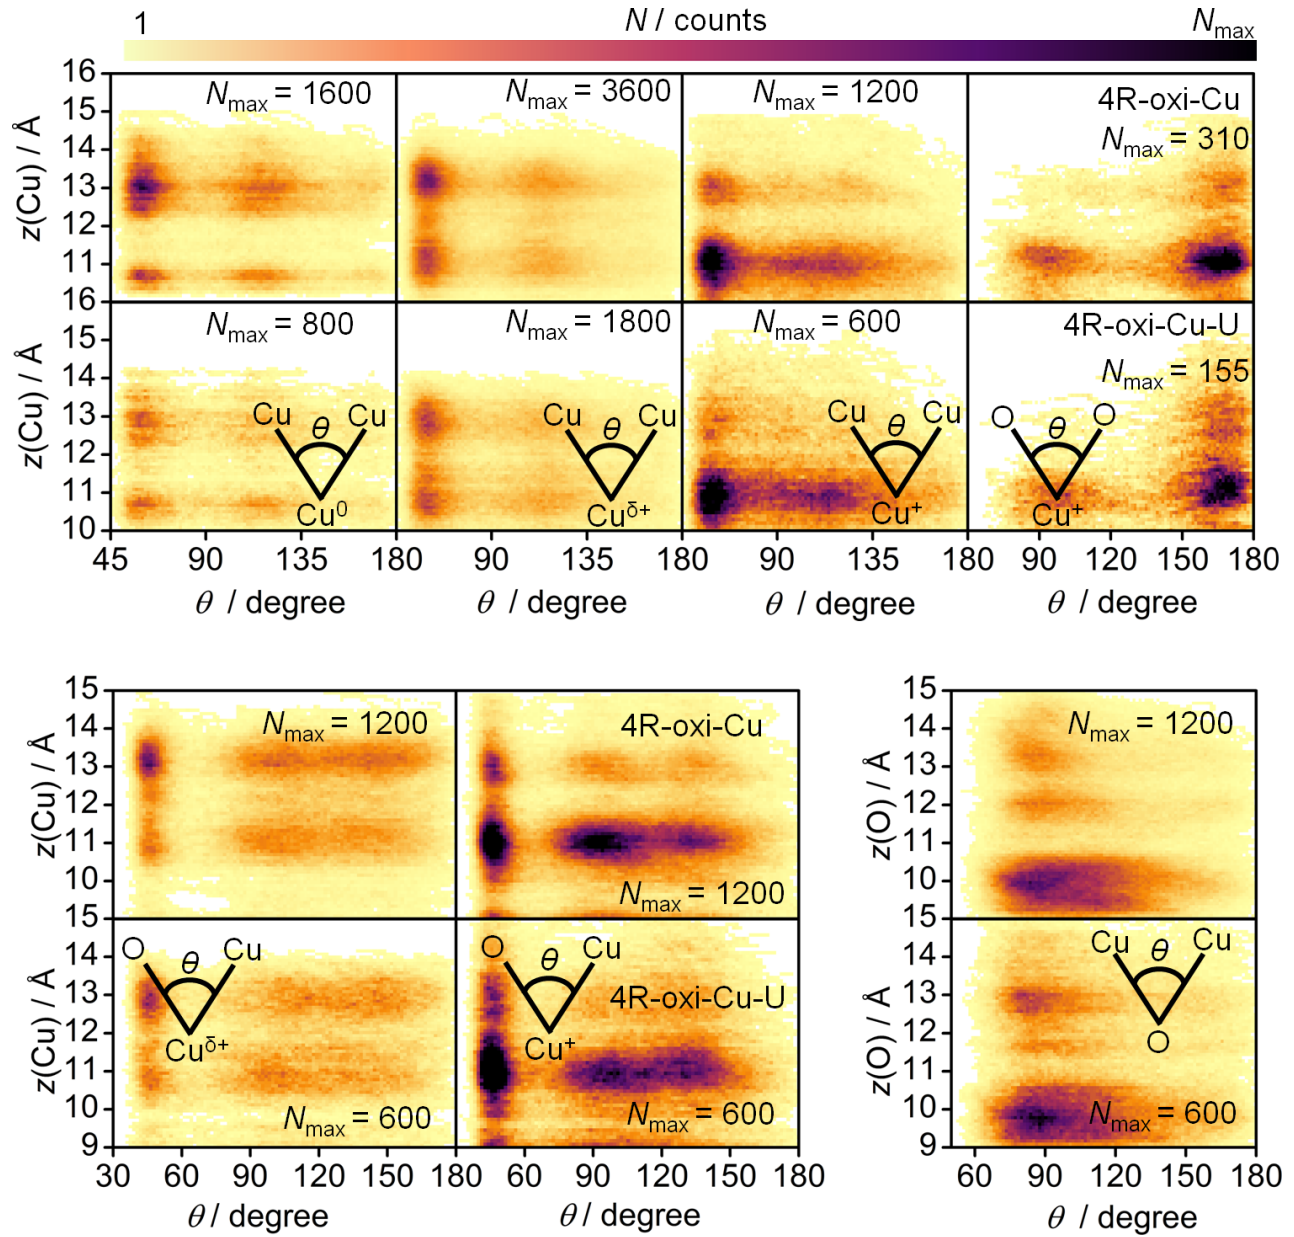 1 N / counts Nmax
16 Nmax = 1600 Nmax = 3600 Nmax = 1200 4R-oxi-Cu
15
Nmax = 310
14
z(Cu) / Å
13
12
11
16
Nmax = 800 Nmax = 1800 Nmax = 600 4R-oxi-Cu-U
15
Nmax = 155
14
z(Cu) / Å
13 Cu θ Cu Cu θ Cu Cu θ Cu O θ O
12
11
Cu⁰ Cuδ+ Cu+ Cu+
10
45 90 135 180 90 135 180 90 135 180 60 90 120 150 180
θ / degree θ / degree θ / degree θ / degree
15 Nmax = 1200 4R-oxi-Cu 15 Nmax = 1200
14 14
z(Cu) / Å z(O) / Å
13 13
12 12
11 11
10 Nmax = 1200 10
15 15
14 O θ Cu O θ Cu 14 Cu θ Cu
z(Cu) / Å z(O) / Å
13 4R-oxi-Cu-U 13
12 Cuδ+ Cu+ 12 O
11 11
10 Nmax = 600 Nmax = 600 10 Nmax = 600
9 9
30 60 90 120 150 180 60 90 120 150 180 60 90 120 150 180
θ / degree θ / degree θ / degree